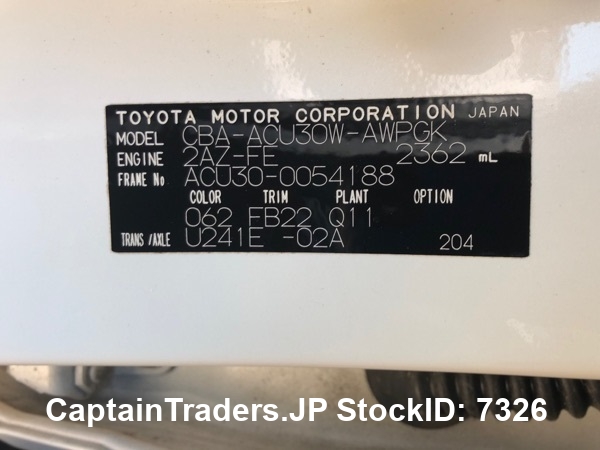 TOYOTA MOTOR CORPORATION JAPAN
MODEL CBA-ACU30W-AWPGK
ENGINE 2AZ-FE 2362 mL
FRAME No ACU30-0054188
COLOR TRIM PLANT OPTION
062 FB22 Q11
TRANS/AXLE U241E -02A 204
CaptainTraders.JP StockID: 7326